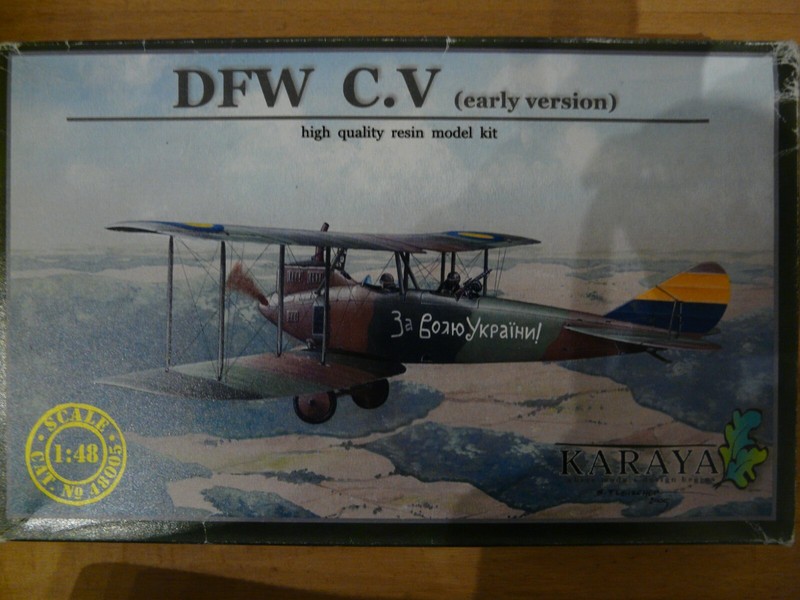 DFW C.V (early version)
high quality resin model kit
За волю України!
SCALE
1:48
CAT. No 48005
KARAYA